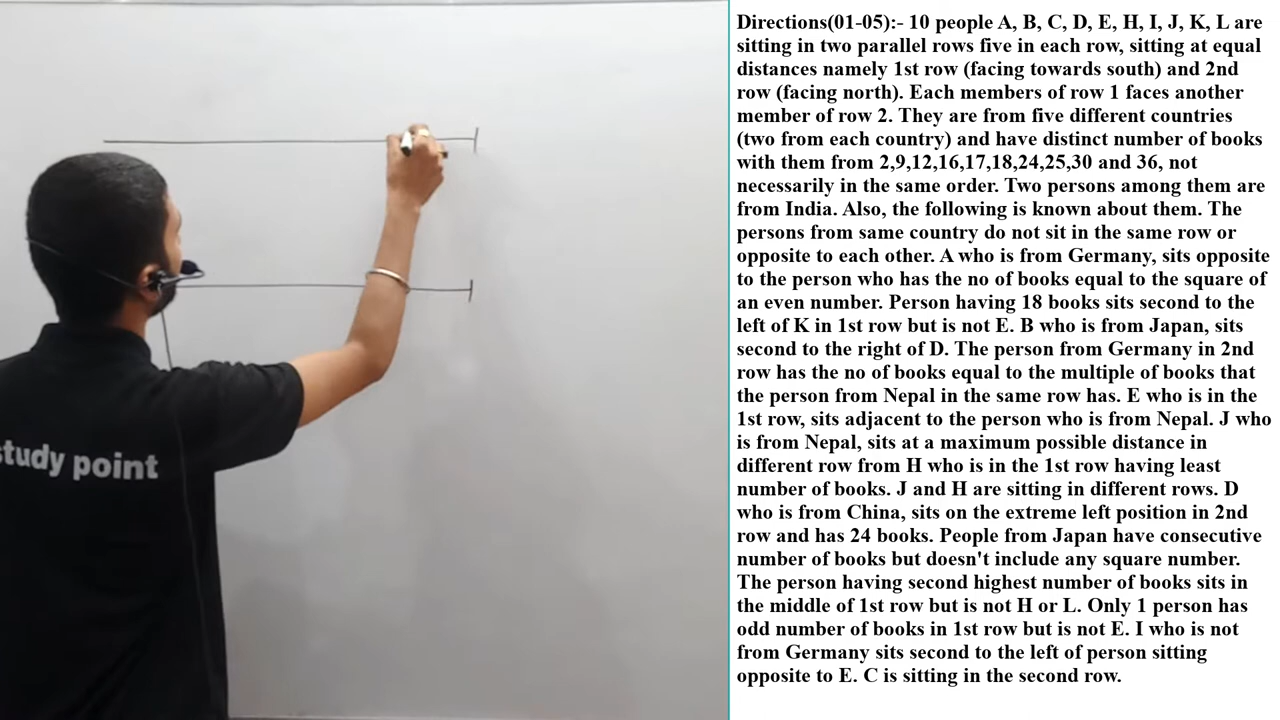 Directions(01-05):- 10 people A, B, C, D, E, H, I, J, K, L are
sitting in two parallel rows five in each row, sitting at equal
distances namely 1st row (facing towards south) and 2nd
row (facing north). Each members of row 1 faces another
member of row 2. They are from five different countries
(two from each country) and have distinct number of books
with them from 2,9,12,16,17,18,24,25,30 and 36, not
necessarily in the same order. Two persons among them are
from India. Also, the following is known about them. The
persons from same country do not sit in the same row or
opposite to each other. A who is from Germany, sits opposite
to the person who has the no of books equal to the square of
an even number. Person having 18 books sits second to the
left of K in 1st row but is not E. B who is from Japan, sits
second to the right of D. The person from Germany in 2nd
row has the no of books equal to the multiple of books that
the person from Nepal in the same row has. E who is in the
1st row, sits adjacent to the person who is from Nepal. J who
is from Nepal, sits at a maximum possible distance in
different row from H who is in the 1st row having least
number of books. J and H are sitting in different rows. D
who is from China, sits on the extreme left position in 2nd
row and has 24 books. People from Japan have consecutive
number of books but doesn't include any square number.
The person having second highest number of books sits in
the middle of 1st row but is not H or L. Only 1 person has
odd number of books in 1st row but is not E. I who is not
from Germany sits second to the left of person sitting
opposite to E. C is sitting in the second row.
study point